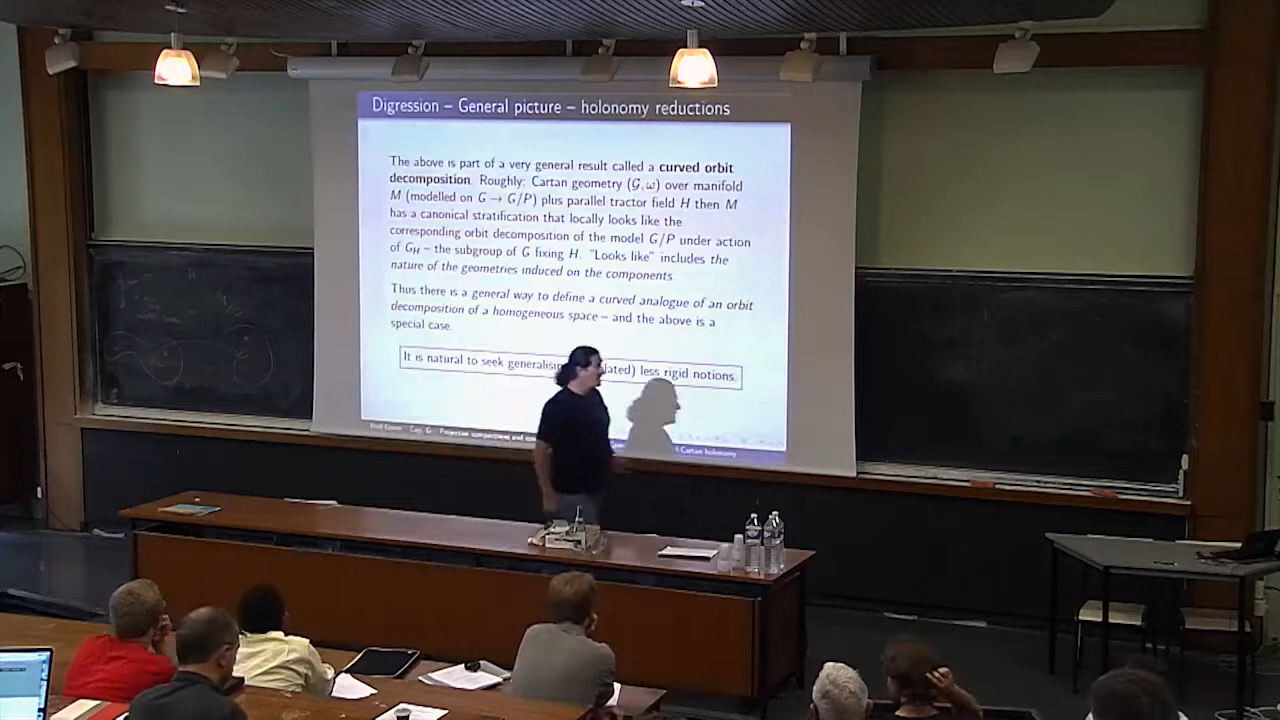 Digression – General picture – holonomy reductions
The above is part of a very general result called a curved orbit
decomposition. Roughly: Cartan geometry (𝒢, ω) over manifold
M (modelled on G → G/P) plus parallel tractor field H then M
has a canonical stratification that locally looks like the
corresponding orbit decomposition of the model G/P under action
of G_H – the subgroup of G fixing H. "Looks like" includes the
nature of the geometries induced on the components.
Thus there is a general way to define a curved analogue of an orbit
decomposition of a homogeneous space – and the above is a
special case.
It is natural to seek less rigid notions.
Cartan holonomy